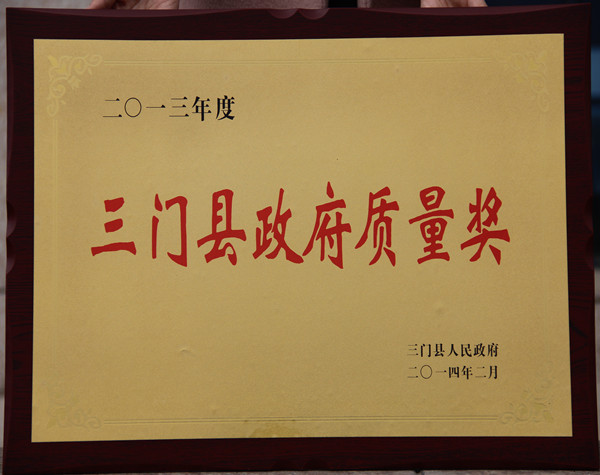 二〇一三年度
三门县政府质量奖
三门县人民政府
二〇一四年二月